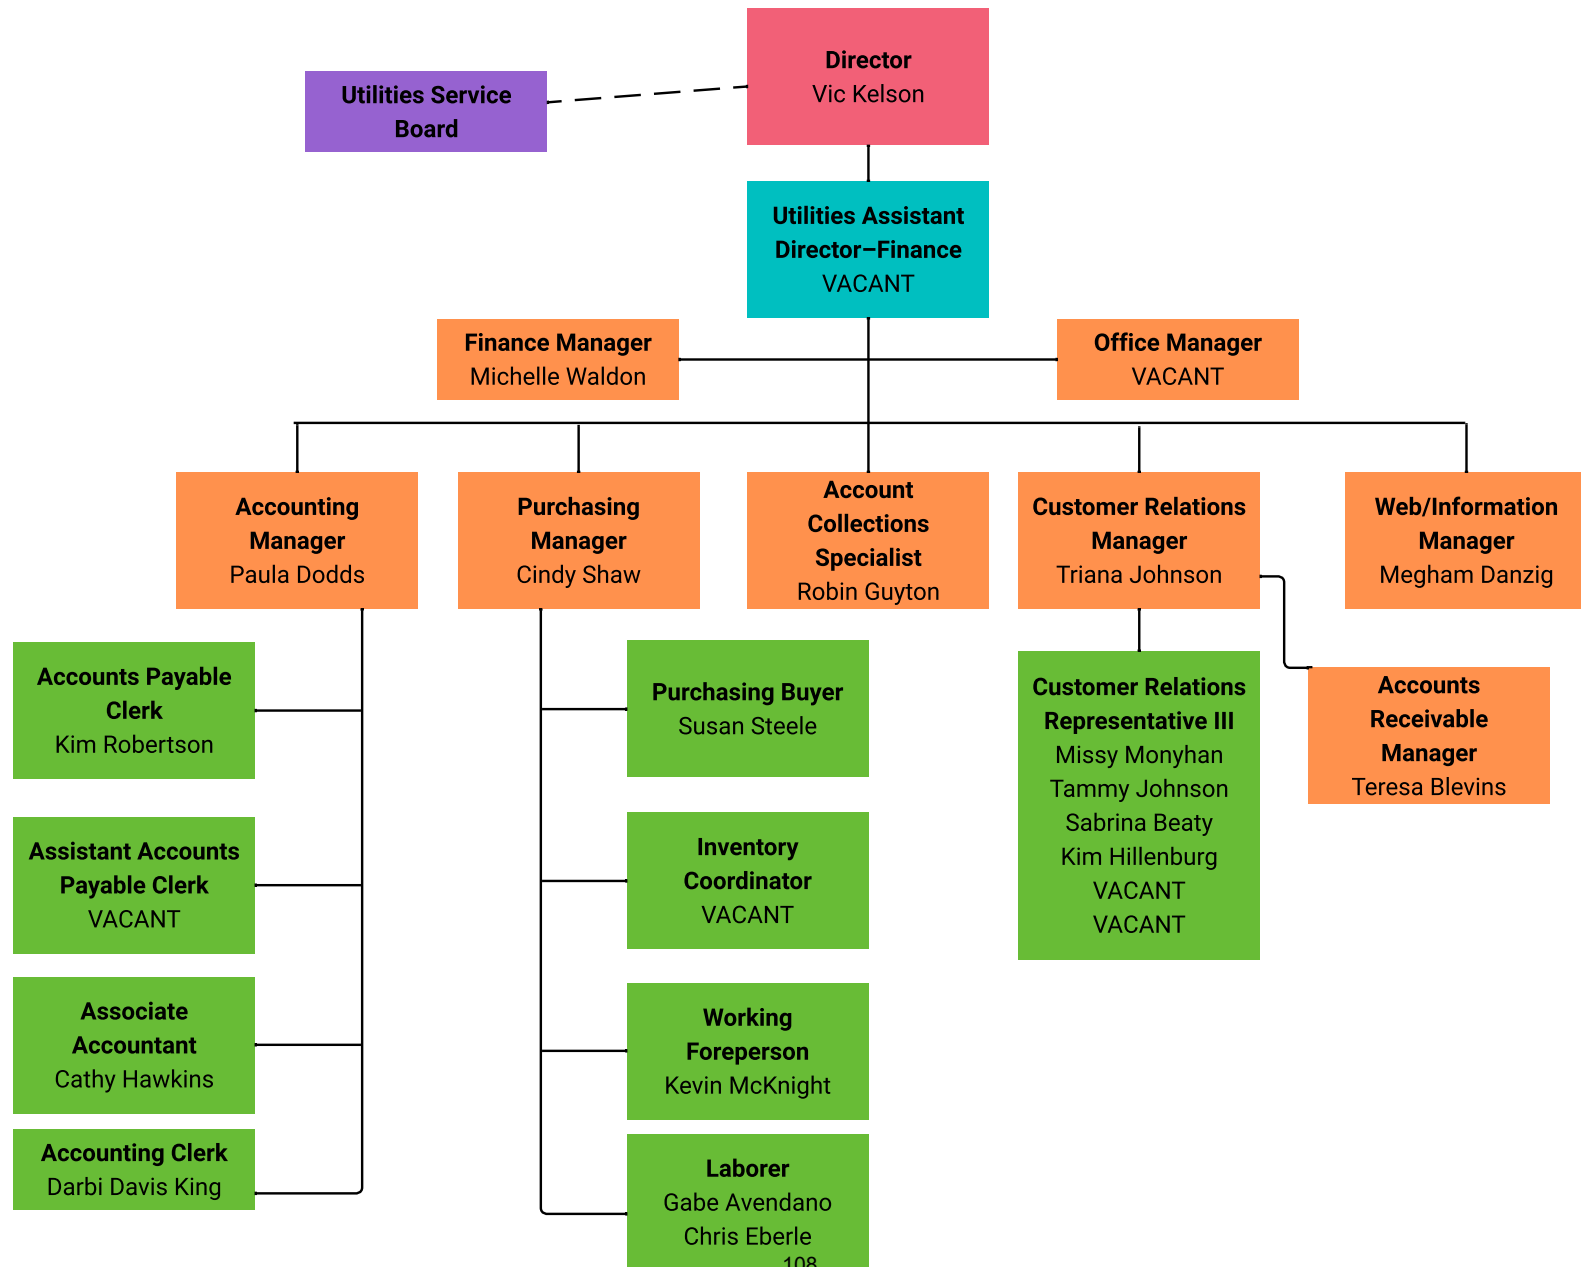 Director
Vic Kelson
Utilities Service
Board
Utilities Assistant
Director–Finance
VACANT
Finance Manager
Michelle Waldon
Office Manager
VACANT
Accounting
Manager
Paula Dodds
Purchasing
Manager
Cindy Shaw
Account
Collections
Specialist
Robin Guyton
Customer Relations
Manager
Triana Johnson
Web/Information
Manager
Megham Danzig
Accounts Payable
Clerk
Kim Robertson
Assistant Accounts
Payable Clerk
VACANT
Associate
Accountant
Cathy Hawkins
Accounting Clerk
Darbi Davis King
Purchasing Buyer
Susan Steele
Inventory
Coordinator
VACANT
Working
Foreperson
Kevin McKnight
Laborer
Gabe Avendano
Chris Eberle
Customer Relations
Representative III
Missy Monyhan
Tammy Johnson
Sabrina Beaty
Kim Hillenburg
VACANT
VACANT
Accounts
Receivable
Manager
Teresa Blevins
108